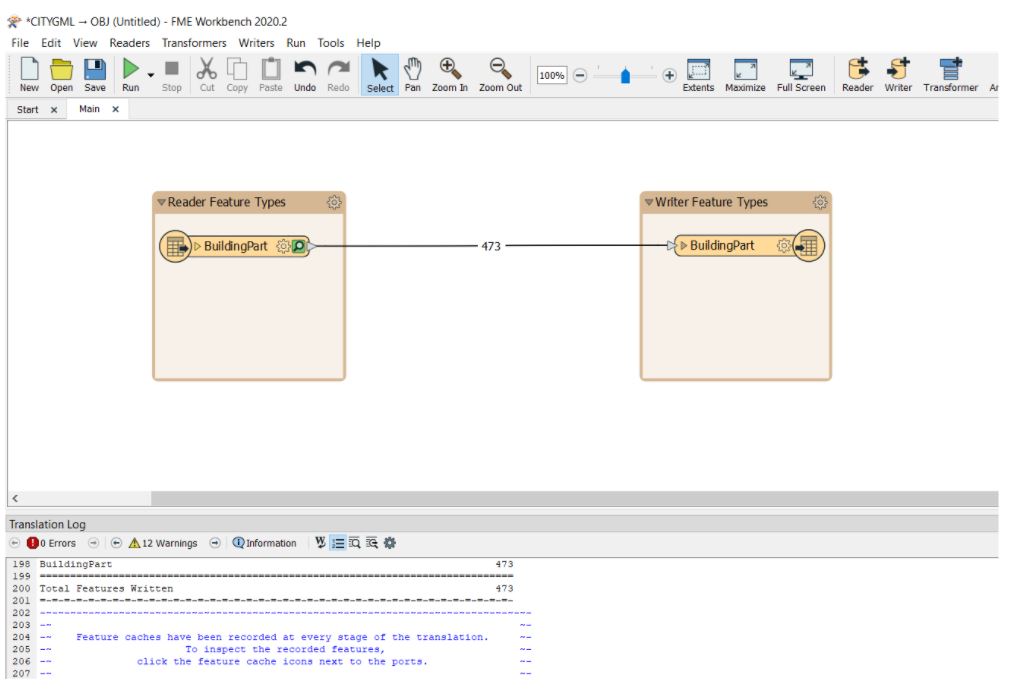 *CITYGML → OBJ (Untitled) - FME Workbench 2020.2
File Edit View Readers Transformers Writers Run Tools Help
100%
New Open Save Run Stop Cut Copy Paste Undo Redo Select Pan Zoom In Zoom Out Extents Maximize Full Screen Reader Writer Transformer
Start Main
Reader Feature Types
BuildingPart
473
Writer Feature Types
BuildingPart
Translation Log
0 Errors 12 Warnings Information
198 BuildingPart 473
199 ==============================================================================
200 Total Features Written 473
201 =-=-=-=-=-=-=-=-=-=-=-=-=-=-=-=-=-=-=-=-=-=-=-=-=-=-=-=-=-=-=-=-=-=-=-=-=-=-=-
202 ~~~~~~~~~~~~~~~~~~~~~~~~~~~~~~~~~~~~~~~~~~~~~~~~~~~~~~~~~~~~~~~~~~~~~~~~~~~~~~~~
203 ~~ ~~
204 ~~ Feature caches have been recorded at every stage of the translation. ~~
205 ~~ To inspect the recorded features, ~~
206 ~~ click the feature cache icons next to the ports. ~~
207 ~~ ~~